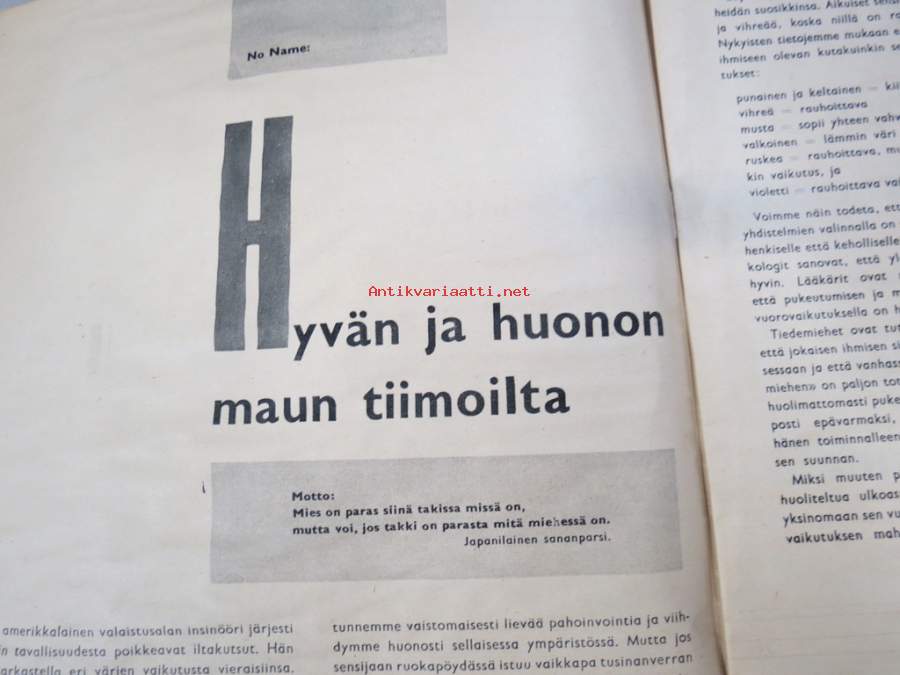 No Name:
Hyvän ja huonon
maun tiimoilta
Antikvariaatti.net
Motto:
Mies on paras siinä takissa missä on,
mutta voi, jos takki on parasta mitä miehessä on.
Japanilainen sananparsi.
amerikkalainen valaistusalan insinööri järjesti
tavallisuudesta poikkeavat iltakutsut. Hän
eri värien vaikutusta vieraisiinsa.
tunnemme vaistomaisesti lievää pahoinvointia ja viih-
dymme huonosti sellaisessa ympäristössä. Mutta jos
sensijaan ruokapöydässä istuu vaikkapa tusinanverran
heidän suosikkinsa. Aikuiset
ja vihreää, koska niillä on
Nykyisten tietojemme mukaan
ihmiseen olevan kutakuinkin
tukset:
punainen ja keltainen —
vihreä — rauhoittava
musta — sopii yhteen
valkoinen — lämmin väri
ruskea — rauhoittava,
kin vaikutus, ja
violetti — rauhoittava
Voimme näin todeta,
yhdistelmien valinnalla on
henkiselle että kehollisell
kologit sanovat, että
hyvin. Lääkärit ovat
että pukeutumisen ja
vuorovaikutuksella on
Tiedemiehet ovat
että jokaisen ihmisen
sessaan ja että
miehen» on paljon
huolimattomasti
posti epävarmaksi,
hänen toiminnalleen
sen suunnan.
Miksi muuten
huoliteltua
yksinomaan sen
vaikutuksen